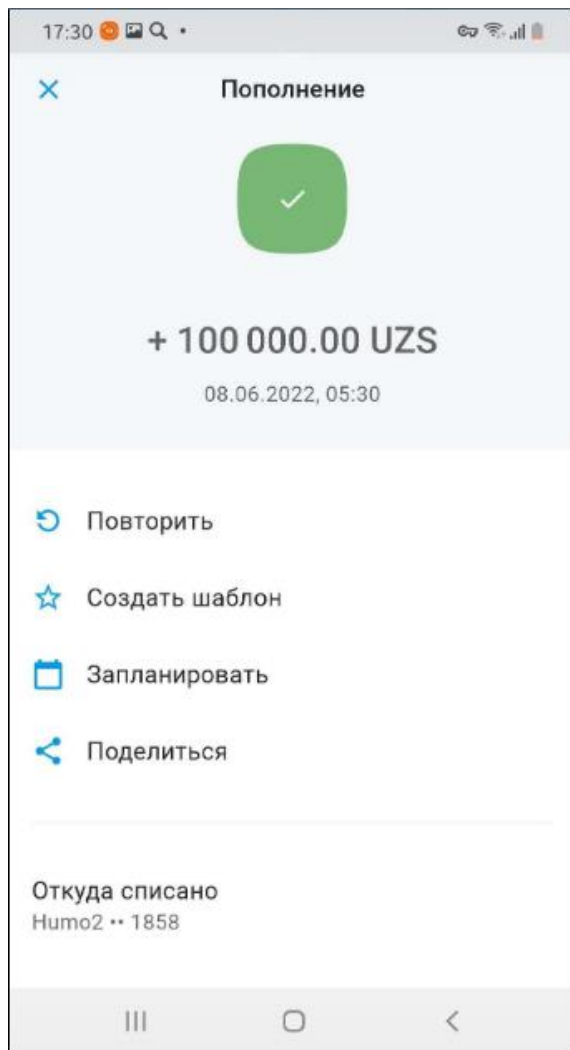 17:30
Пополнение
+ 100 000.00 UZS
08.06.2022, 05:30
Повторить
Создать шаблон
Запланировать
Поделиться
Откуда списано
Humo2 •• 1858